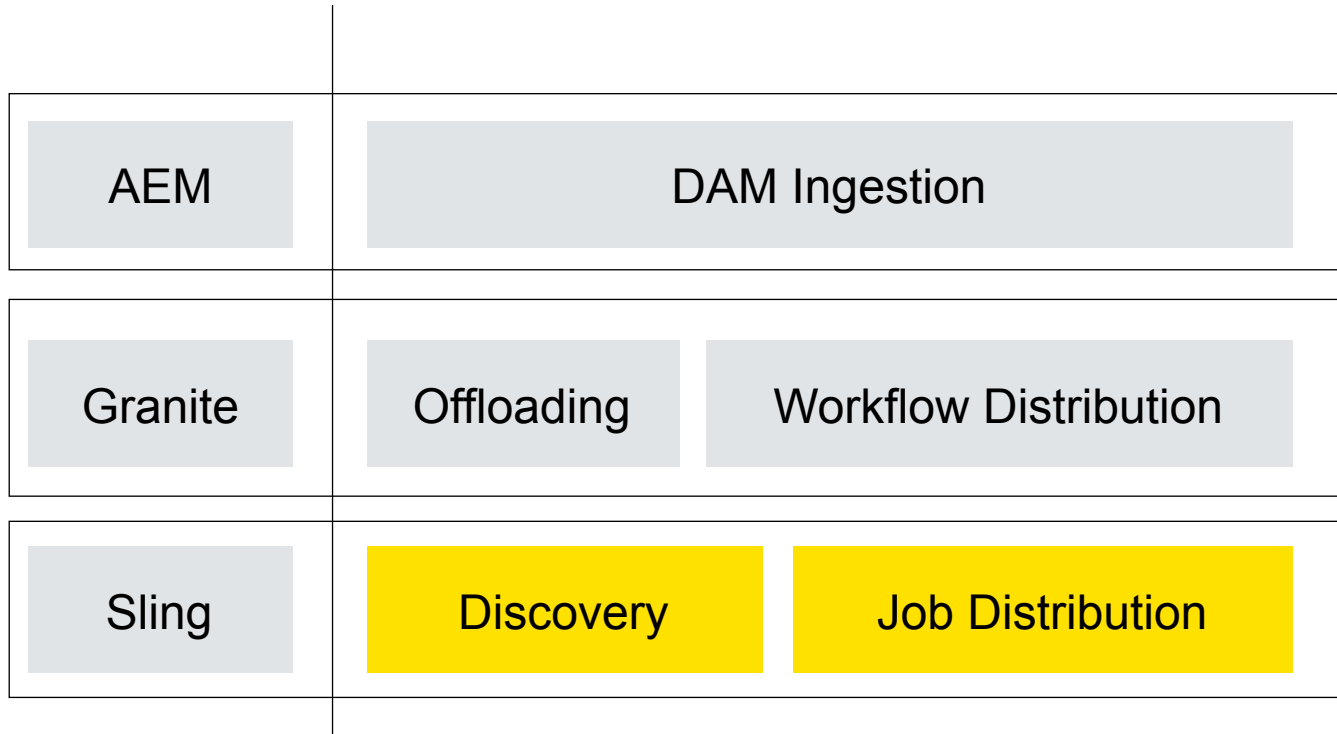 AEM
DAM Ingestion
Granite
Offloading
Workflow Distribution
Sling
Discovery
Job Distribution